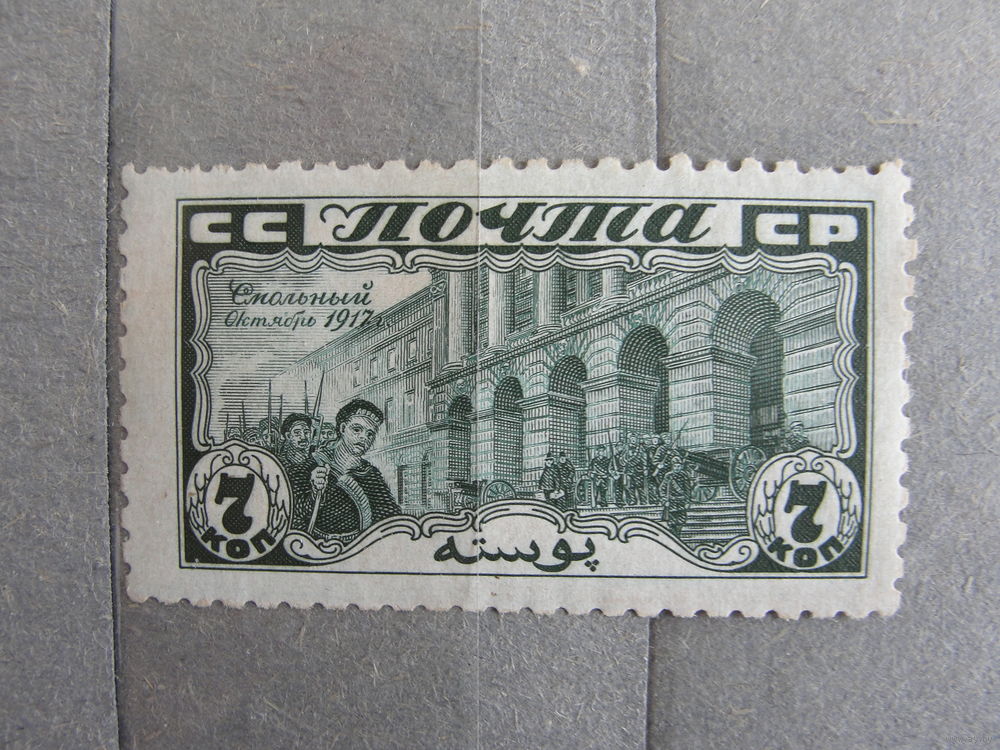 СС ПОЧТА СР
Смольный
Октябрь 1917 г.
پوسته
7 КОП
7 КОП